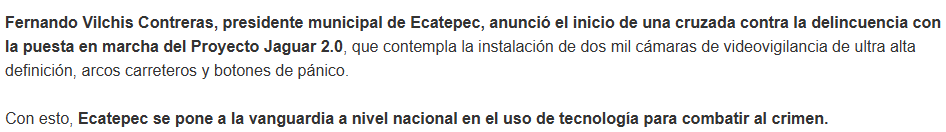 Fernando Vilchis Contreras, presidente municipal de Ecatepec, anunció el inicio de una cruzada contra la delincuencia con
la puesta en marcha del Proyecto Jaguar 2.0, que contempla la instalación de dos mil cámaras de videovigilancia de ultra alta
definición, arcos carreteros y botones de pánico.
Con esto, Ecatepec se pone a la vanguardia a nivel nacional en el uso de tecnología para combatir al crimen.